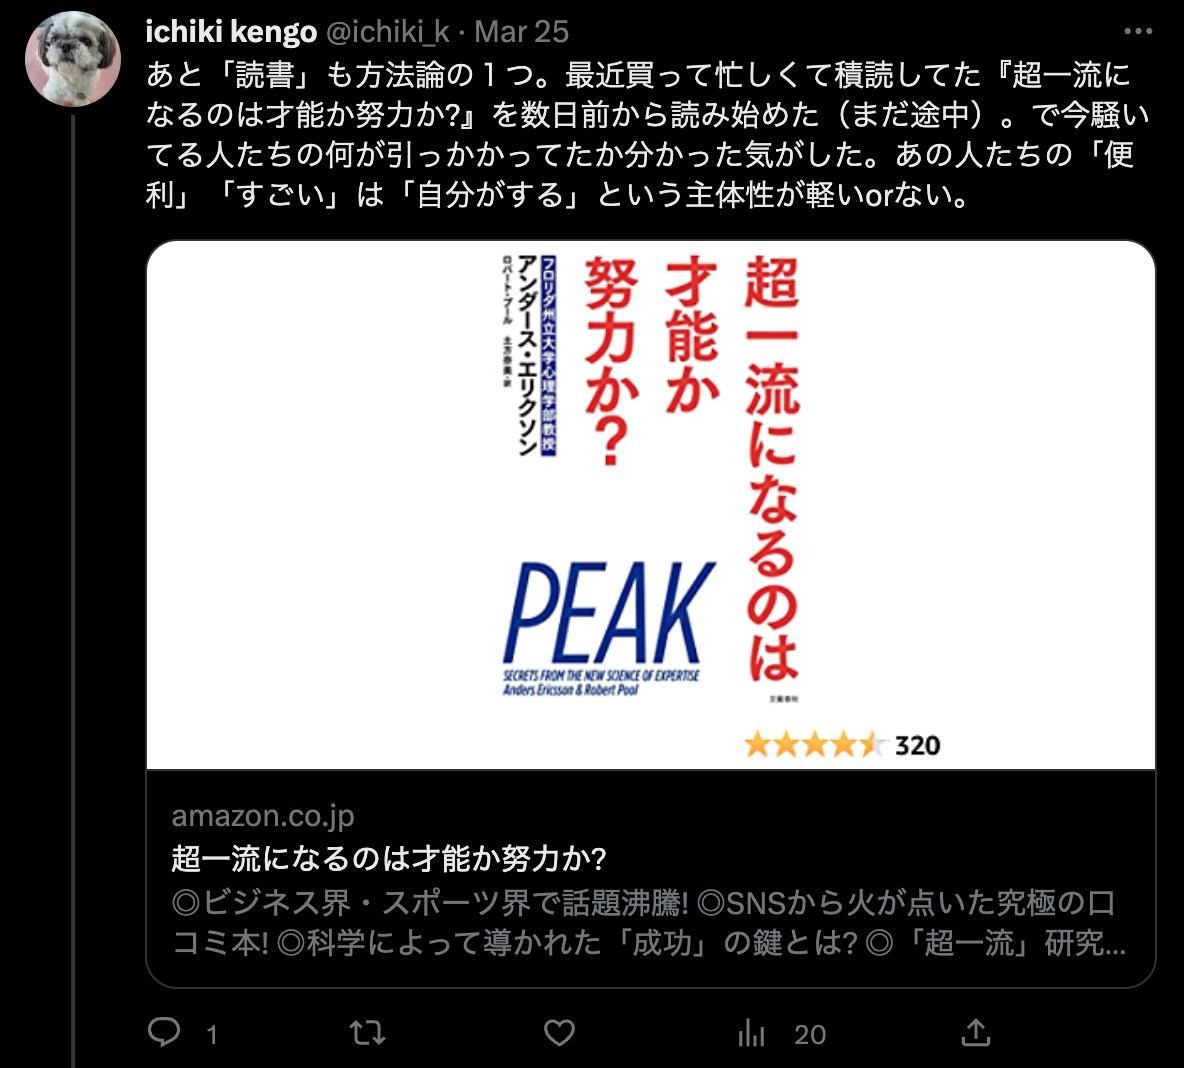 ichiki kengo @ichiki_k · Mar 25
あと「読書」も方法論の１つ。最近買って忙しくて積読してた『超一流に
なるのは才能か努力か?』を数日前から読み始めた（まだ途中）。で今騒い
てる人たちの何が引っかかってたか分かった気がした。あの人たちの「便
利」「すごい」は「自分がする」という主体性が軽いorない。
超一流になるのは
才能か
努力か？
フロリダ州立大学心理学部教授
アンダース・エリクソン
ロバート・プール 土方奈美・訳
PEAK
SECRETS FROM THE NEW SCIENCE OF EXPERTISE
Anders Ericsson & Robert Pool
文藝春秋
320
amazon.co.jp
超一流になるのは才能か努力か?
◎ビジネス界・スポーツ界で話題沸騰! ◎SNSから火が点いた究極の口
コミ本! ◎科学によって導かれた「成功」の鍵とは? ◎「超一流」研究...
1
20